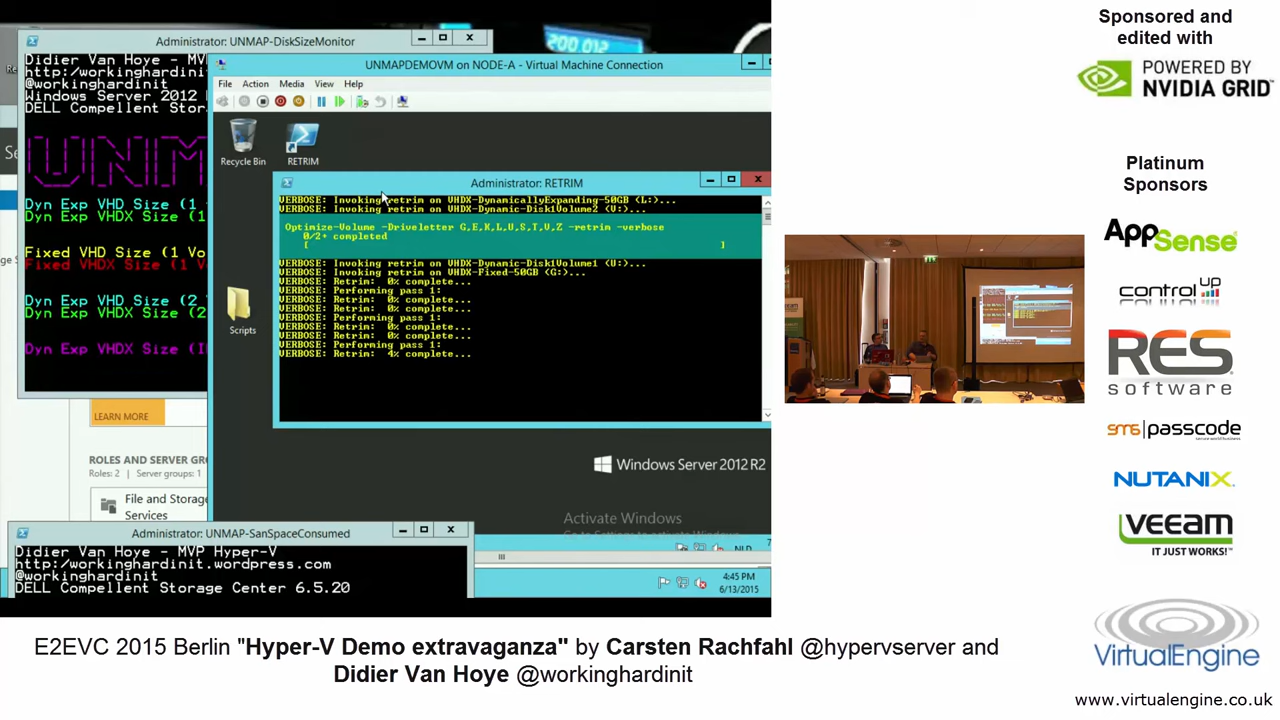 Administrator: UNMAP-DiskSizeMonitor
200.012
Didier Van Hoye - MV
http://workinghardini
@workinghardinit
Windows Server 2012
DELL Compellent Stor
UNM
Dyn Exp VHD Size (1
Dyn Exp VHDX Size (1
Fixed VHD Size (1 Vo
Fixed VHDX Size (1 V
Dyn Exp VHD Size (2
Dyn Exp VHDX Size (2
Dyn Exp VHDX Size (I
UNMAPDEMOVM on NODE-A - Virtual Machine Connection
File Action Media View Help
Recycle Bin
RETRIM
Scripts
Administrator: RETRIM
VERBOSE: Invoking retrim on VHDX-DynamicallyExpanding-50GB (L:)...
VERBOSE: Invoking retrim on VHDX-Dynamic-Disk1Volume2 (V:)...
Optimize-Volume -Driveletter G,E,K,L,U,S,T,V,Z -retrim -verbose
0/2+ completed
[ ]
VERBOSE: Invoking retrim on VHDX-Dynamic-Disk1Volume1 (U:)...
VERBOSE: Invoking retrim on VHDX-Fixed-50GB (G:)...
VERBOSE: Retrim: 0% complete...
VERBOSE: Performing pass 1:
VERBOSE: Retrim: 0% complete...
VERBOSE: Retrim: 0% complete...
VERBOSE: Performing pass 1:
VERBOSE: Retrim: 0% complete...
VERBOSE: Retrim: 0% complete...
VERBOSE: Performing pass 1:
VERBOSE: Retrim: 4% complete...
Windows Server 2012 R2
Activate Windows
NLD
LEARN MORE
ROLES AND SERVER GRO
Roles: 2 | Server groups: 1
File and Storage
Services
Administrator: UNMAP-SanSpaceConsumed
Didier Van Hoye - MVP Hyper-V
http://workinghardinit.wordpress.com
@workinghardinit
DELL Compellent Storage Center 6.5.20
4:45 PM
6/13/2015
Sponsored and
edited with
POWERED BY
NVIDIA GRID
Platinum
Sponsors
AppSense
control up
RES
software
sms|passcode
NUTANIX
VEEAM
IT JUST WORKS!
VirtualEngine
www.virtualengine.co.uk
E2EVC 2015 Berlin "Hyper-V Demo extravaganza" by Carsten Rachfahl @hypervserver and
Didier Van Hoye @workinghardinit